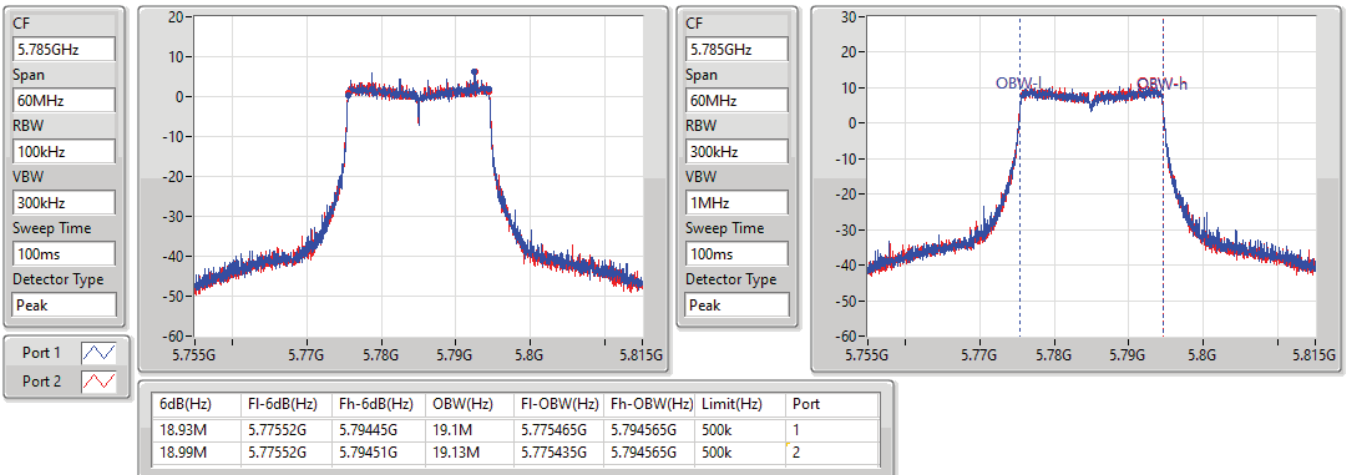 CF
5.785GHz
Span
60MHz
RBW
100kHz
VBW
300kHz
Sweep Time
100ms
Detector Type
Peak
Port 1
Port 2
20
10
0
-10
-20
-30
-40
-50
-60
5.755G 5.77G 5.78G 5.79G 5.8G 5.815G
CF
5.785GHz
Span
60MHz
RBW
300kHz
VBW
1MHz
Sweep Time
100ms
Detector Type
Peak
30
20
10
0
-10
-20
-30
-40
-50
-60
OBW-l OBW-h
5.755G 5.77G 5.78G 5.79G 5.8G 5.815G
6dB(Hz) Fl-6dB(Hz) Fh-6dB(Hz) OBW(Hz) Fl-OBW(Hz) Fh-OBW(Hz) Limit(Hz) Port
18.93M 5.77552G 5.79445G 19.1M 5.775465G 5.794565G 500k 1
18.99M 5.77552G 5.79451G 19.13M 5.775435G 5.794565G 500k 2